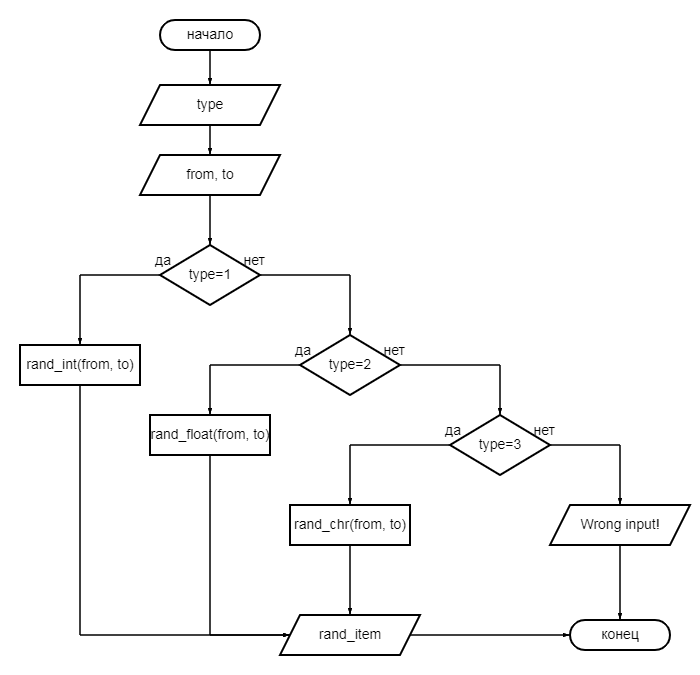 начало
type
from, to
да
нет
type=1
rand_int(from, to)
да
нет
type=2
rand_float(from, to)
да
нет
type=3
rand_chr(from, to)
Wrong input!
rand_item
конец